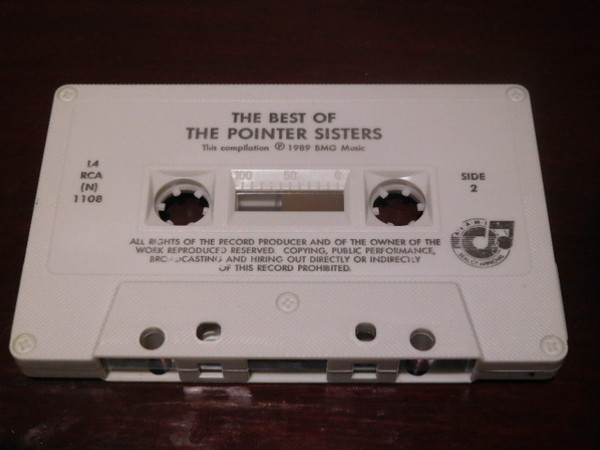 THE BEST OF
THE POINTER SISTERS
This compilation ℗ 1989 BMG Music
L4
RCA
(N)
1108
100 50 0
SIDE
2
ALL RIGHTS OF THE RECORD PRODUCER AND OF THE OWNER OF THE
WORK REPRODUCED RESERVED. COPYING, PUBLIC PERFORMANCE,
BROADCASTING AND HIRING OUT DIRECTLY OR INDIRECTLY
OF THIS RECORD PROHIBITED.